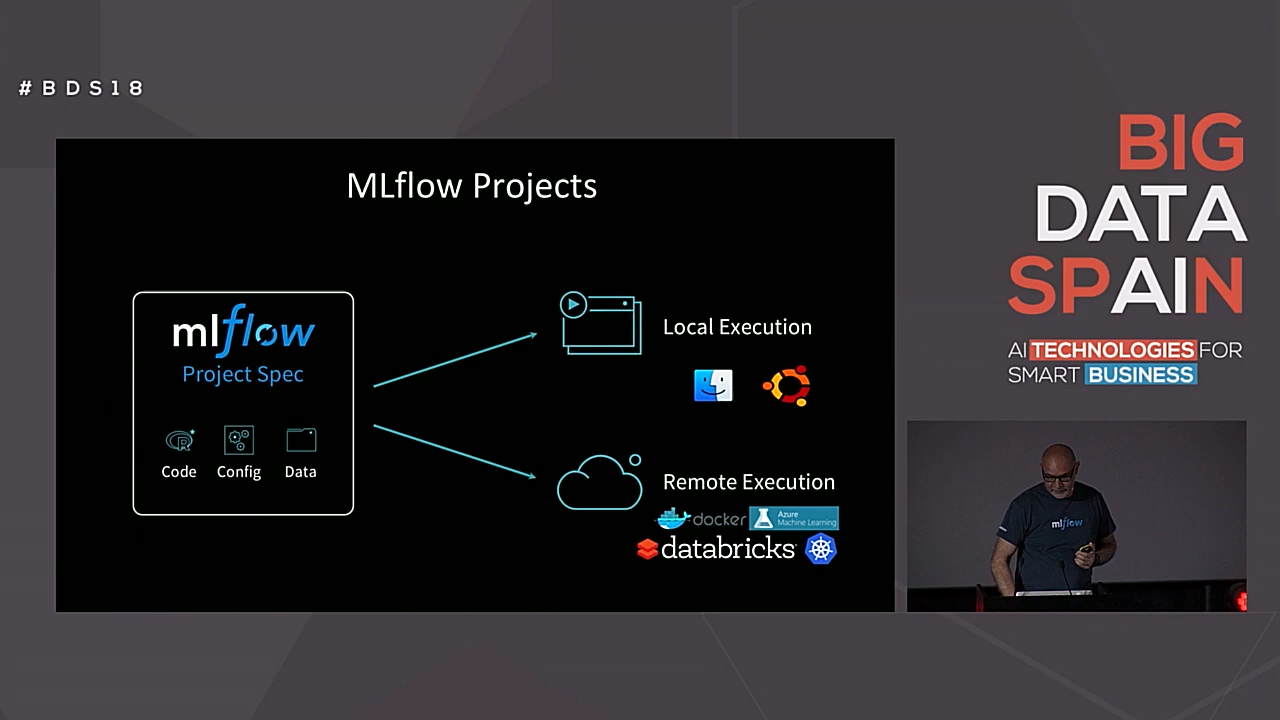 #BDS18
MLflow Projects
mlflow
Project Spec
Code Config Data
Local Execution
Remote Execution
docker Azure Machine Learning
databricks
BIG
DATA
SPAIN
AI TECHNOLOGIES FOR
SMART BUSINESS
mlflow